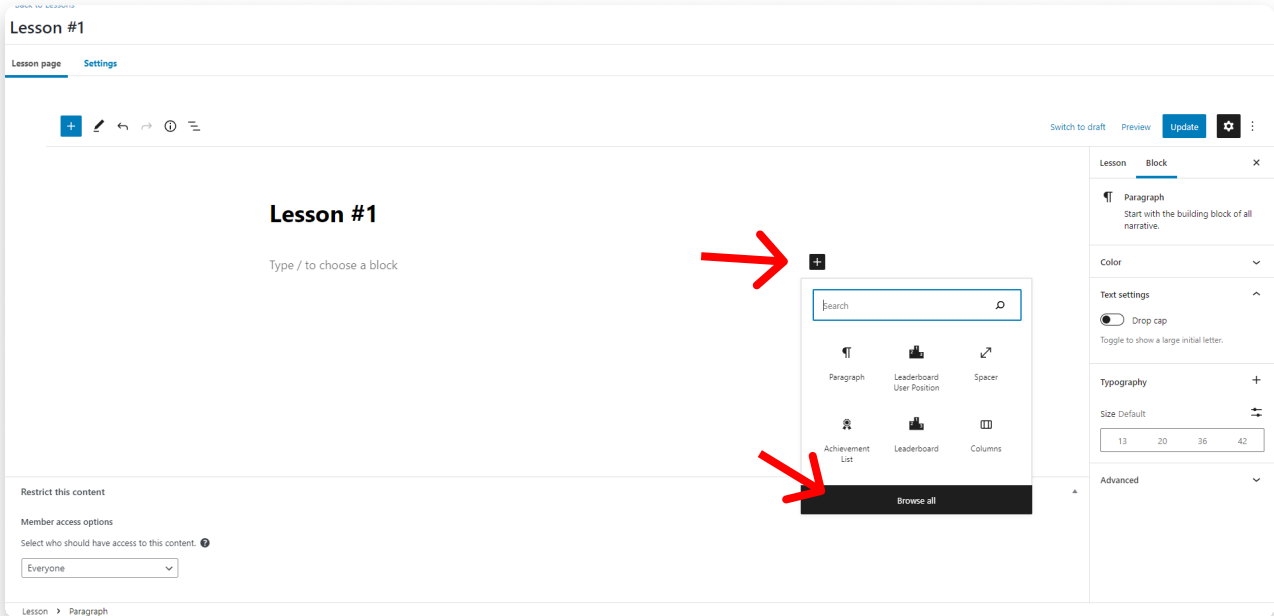 Back to Lessons
Lesson #1
Lesson page Settings
Switch to draft Preview Update
Lesson Block
Lesson #1
Type / to choose a block
Paragraph
Start with the building block of all
narrative.
Color
Text settings
Drop cap
Toggle to show a large initial letter.
Typography
Size Default
13 20 36 42
Advanced
Search
Paragraph Leaderboard User Position Spacer
Achievement List Leaderboard Columns
Browse all
Restrict this content
Member access options
Select who should have access to this content.
Everyone
Lesson > Paragraph